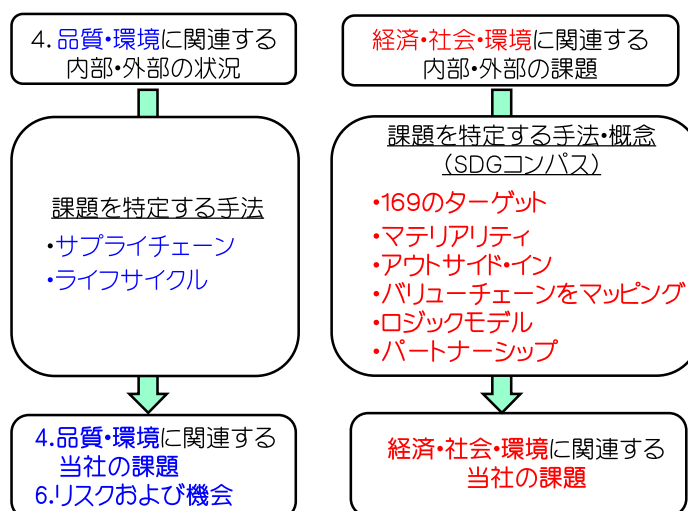 4.品質・環境に関連する
内部・外部の状況
課題を特定する手法
・サプライチェーン
・ライフサイクル
4.品質・環境に関連する
当社の課題
6.リスクおよび機会
経済・社会・環境に関連する
内部・外部の課題
課題を特定する手法・概念
（SDGコンパス）
・169のターゲット
・マテリアリティ
・アウトサイド・イン
・バリューチェーンをマッピング
・ロジックモデル
・パートナーシップ
経済・社会・環境に関連する
当社の課題